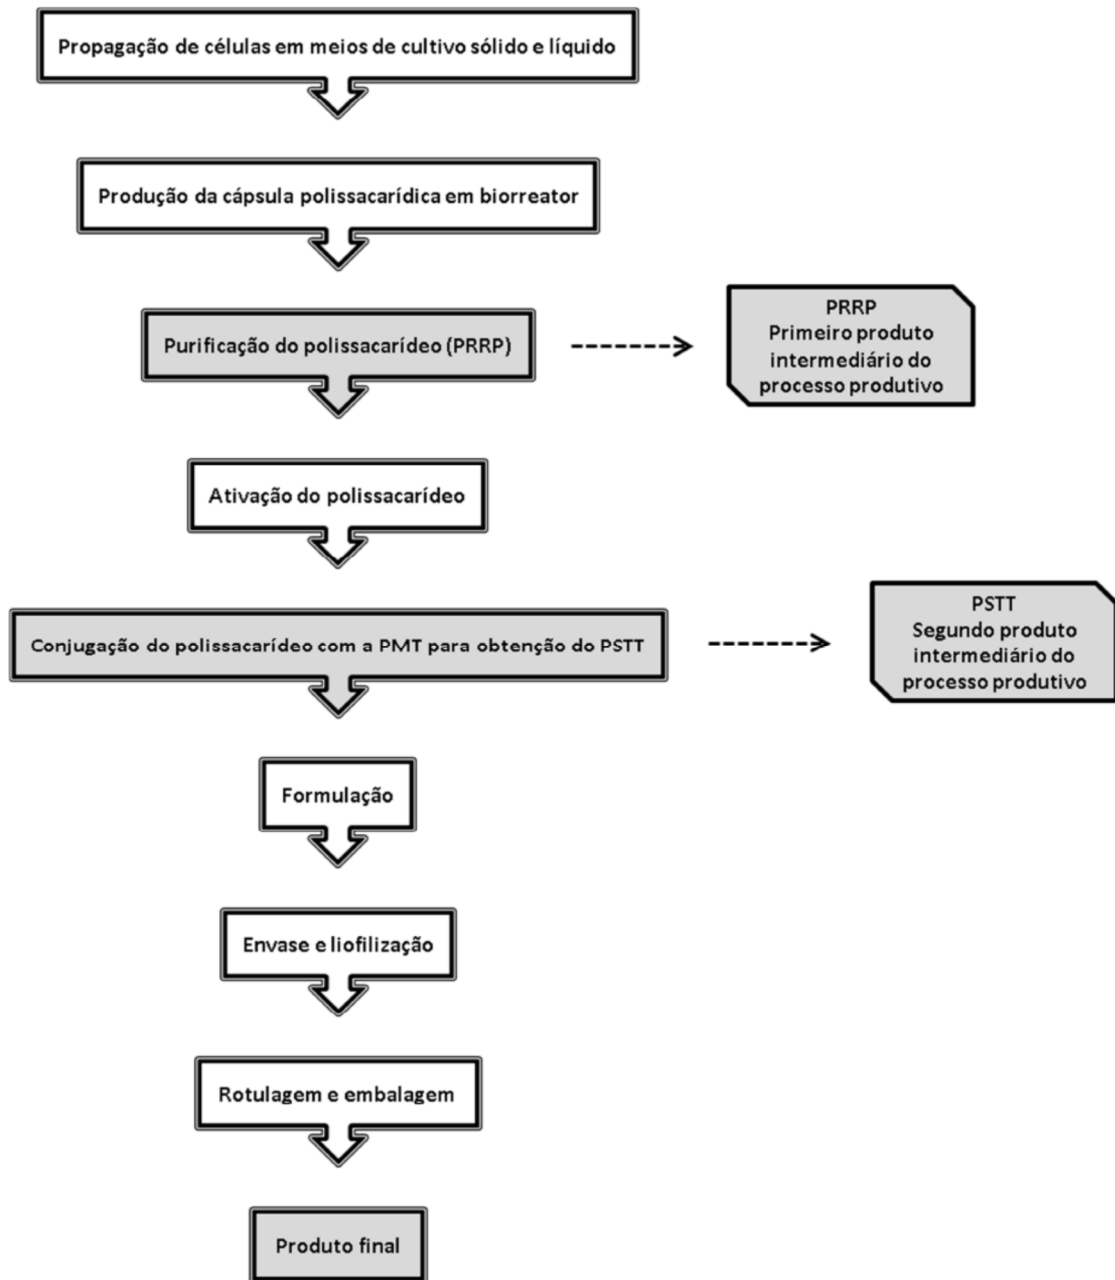 Propagação de células em meios de cultivo sólido e líquido
Produção da cápsula polissacarídica em biorreator
Purificação do polissacarídeo (PRRP)
PRRP
Primeiro produto
intermediário do
processo produtivo
Ativação do polissacarídeo
Conjugação do polissacarídeo com a PMT para obtenção do PSTT
PSTT
Segundo produto
intermediário do
processo produtivo
Formulação
Envase e liofilização
Rotulagem e embalagem
Produto final